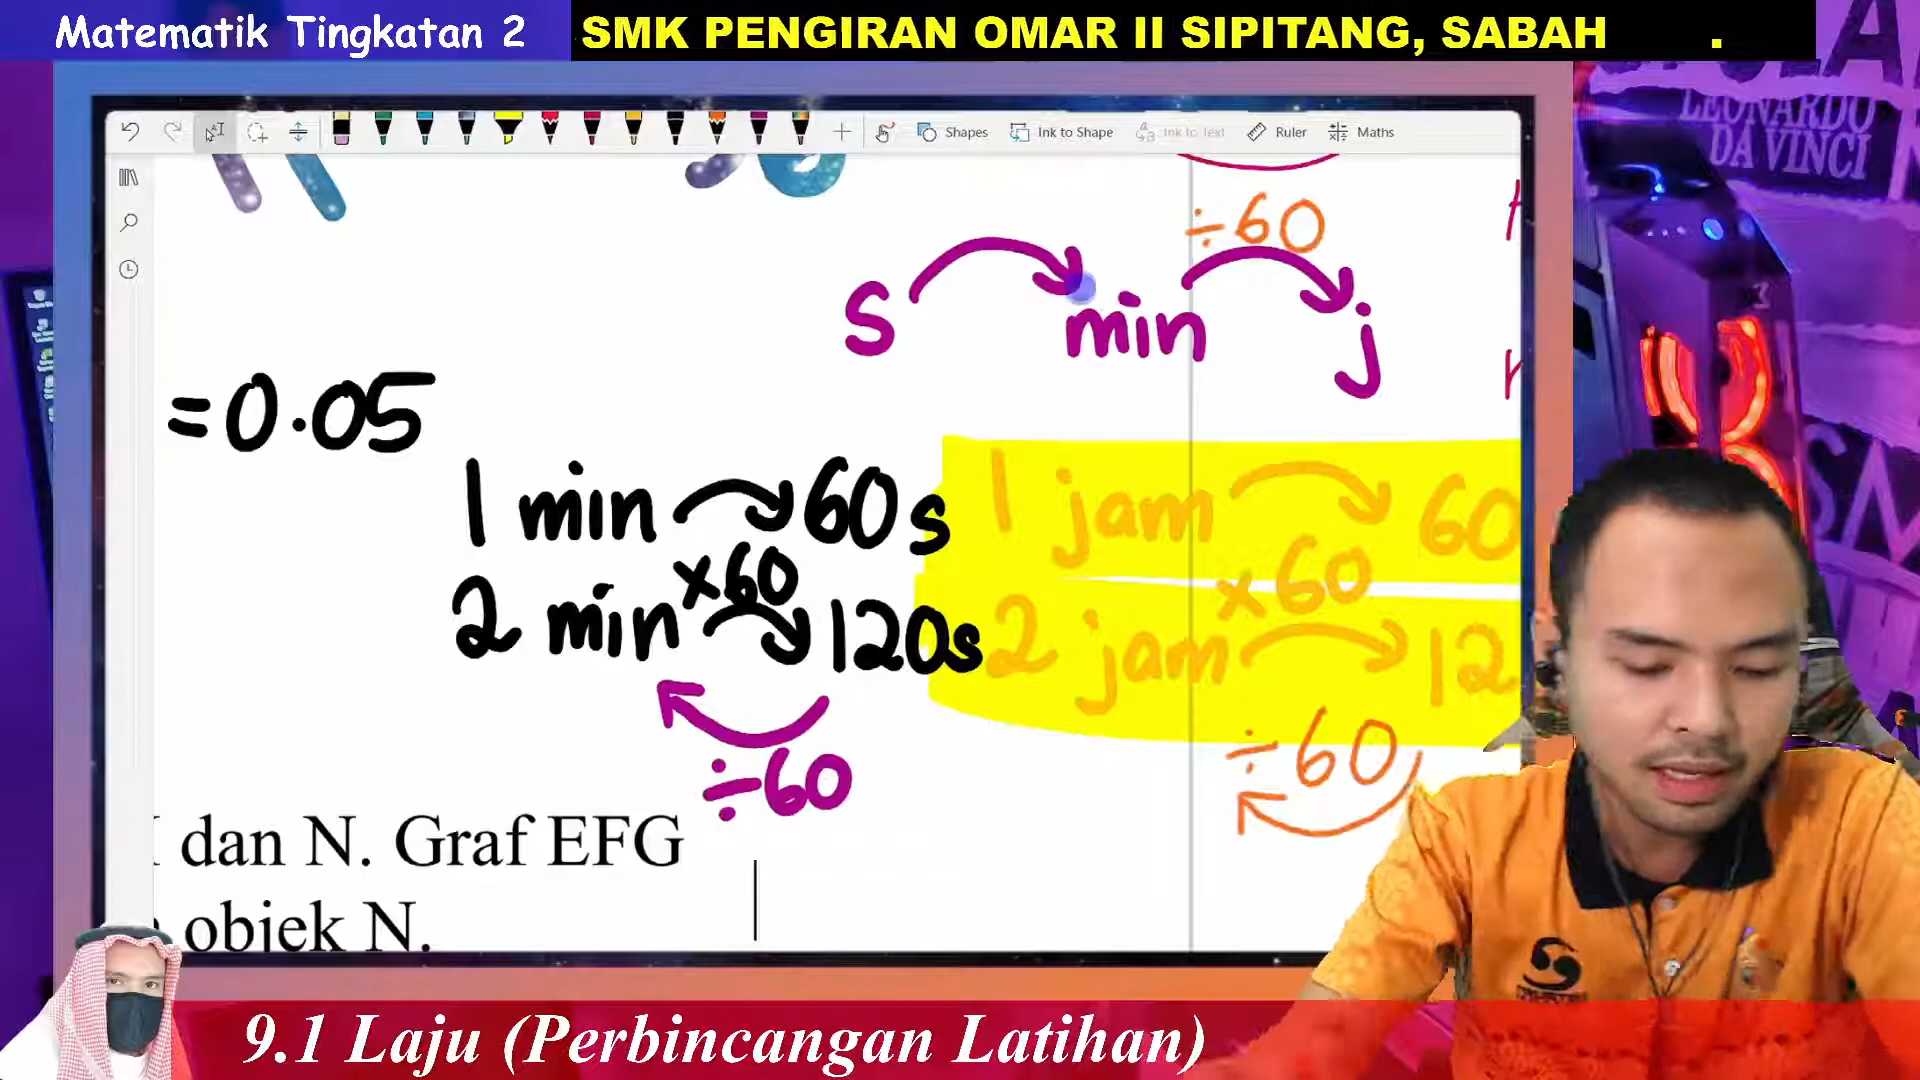 Matematik Tingkatan 2
SMK PENGIRAN OMAR II SIPITANG, SABAH .
LEONARDO
DA VINCI
Shapes
Ink to Shape
Ink to Text
Ruler
Maths
÷60
s min j
=0.05
1 min 60s
×60
2 min 120s
÷60
1 jam 60
×60
2 jam 12
÷60
dan N. Graf EFG
objek N.
9.1 Laju (Perbincangan Latihan)